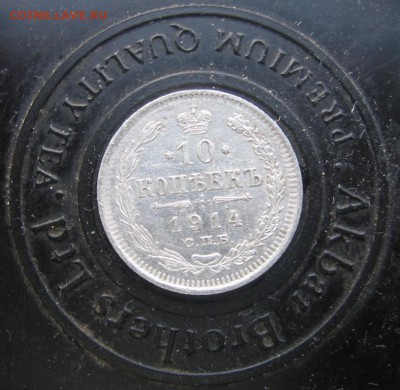 PREMIUM QUALITY TEA
Akbar Brothers Ltd
10
КОПѢЕКЪ
1914
С.П.Б